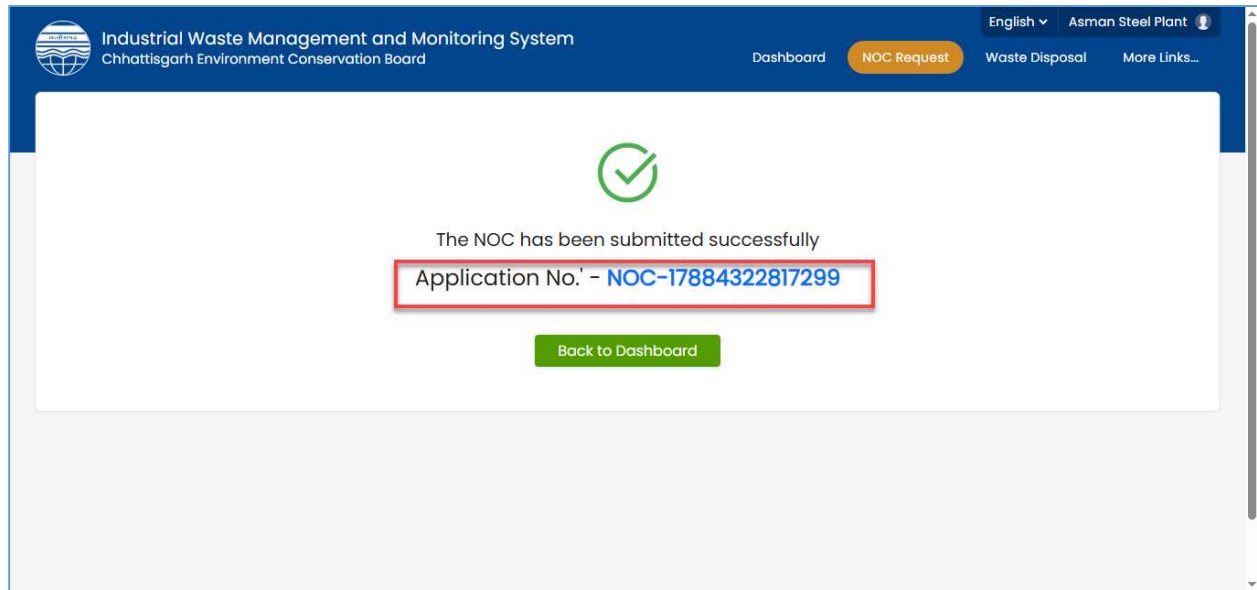 English
Asman Steel Plant
Industrial Waste Management and Monitoring System
Chhattisgarh Environment Conservation Board
Dashboard
NOC Request
Waste Disposal
More Links...
The NOC has been submitted successfully
Application No.' - NOC-17884322817299
Back to Dashboard